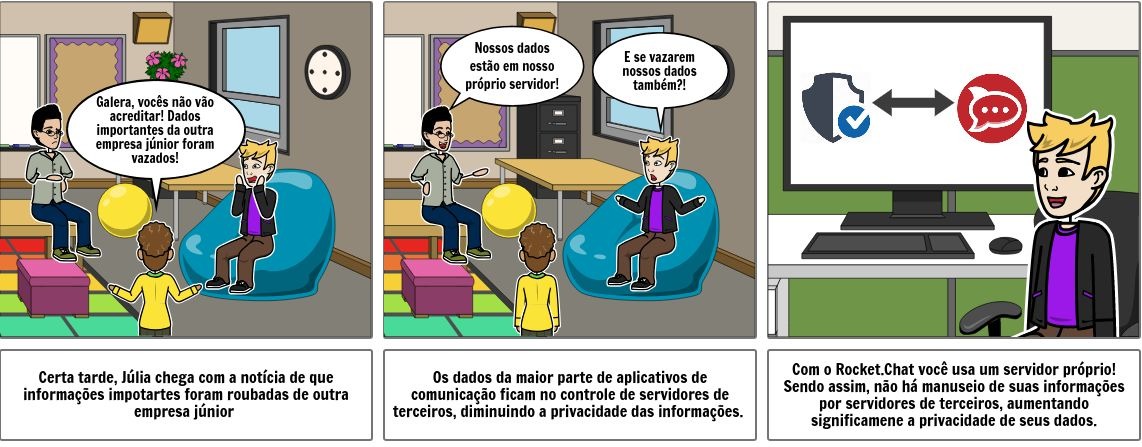 Galera, vocês não vão
acreditar! Dados
importantes da outra
empresa júnior foram
vazados!
Certa tarde, Júlia chega com a notícia de que
informações impotartes foram roubadas de outra
empresa júnior
Nossos dados
estão em nosso
próprio servidor!
E se vazarem
nossos dados
também?!
Os dados da maior parte de aplicativos de
comunicação ficam no controle de servidores de
terceiros, diminuindo a privacidade das informações.
Com o Rocket.Chat você usa um servidor próprio!
Sendo assim, não há manuseio de suas informações
por servidores de terceiros, aumentando
significamene a privacidade de seus dados.